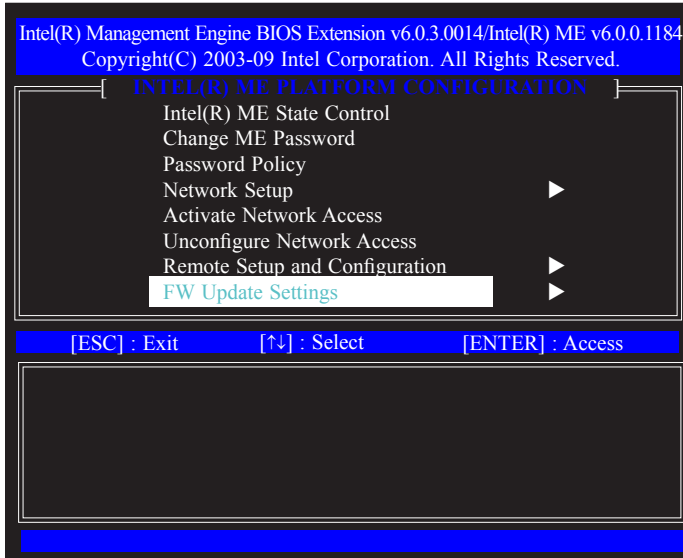 Intel(R) Management Engine BIOS Extension v6.0.3.0014/Intel(R) ME v6.0.0.1184
Copyright(C) 2003-09 Intel Corporation. All Rights Reserved.
[ INTEL(R) ME PLATFORM CONFIGURATION ]
Intel(R) ME State Control
Change ME Password
Password Policy
Network Setup ▶
Activate Network Access
Unconfigure Network Access
Remote Setup and Configuration ▶
FW Update Settings ▶
[ESC] : Exit [↑↓] : Select [ENTER] : Access